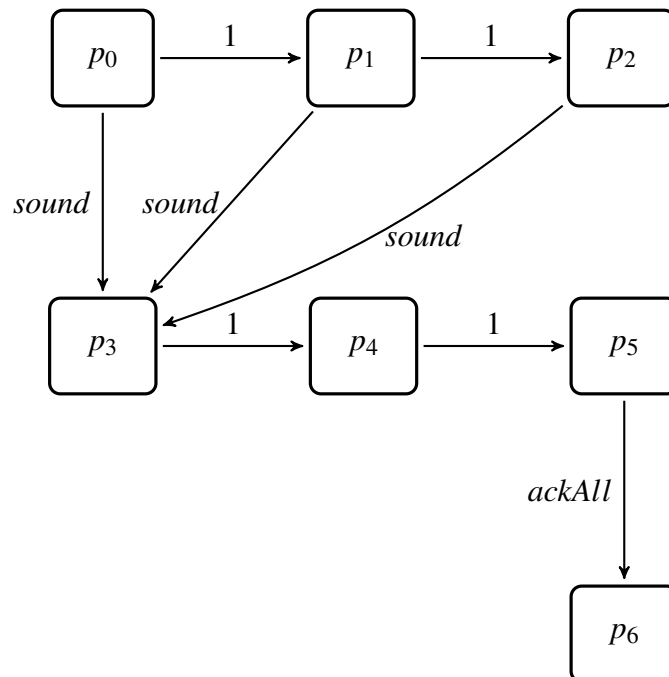 1 1
p₀ p₁ p₂
sound sound sound
1 1
p₃ p₄ p₅
ackAll
p₆